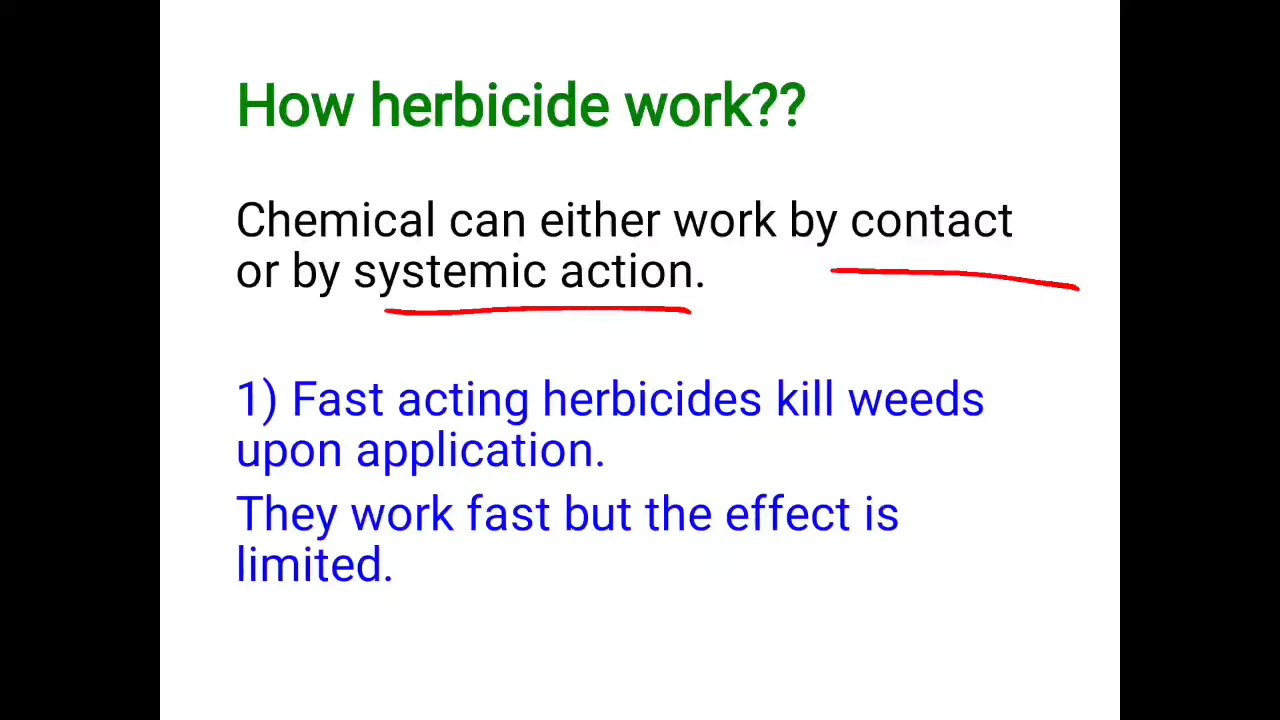 How herbicide work??
Chemical can either work by contact
or by systemic action.
1) Fast acting herbicides kill weeds
upon application.
They work fast but the effect is
limited.